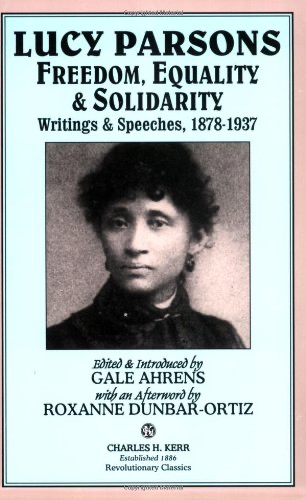 LUCY PARSONS
FREEDOM, EQUALITY
& SOLIDARITY
Writings & Speeches, 1878-1937
Edited & Introduced by
GALE AHRENS
with an Afterword by
ROXANNE DUNBAR-ORTIZ
CHARLES H. KERR
Established 1886
Revolutionary Classics